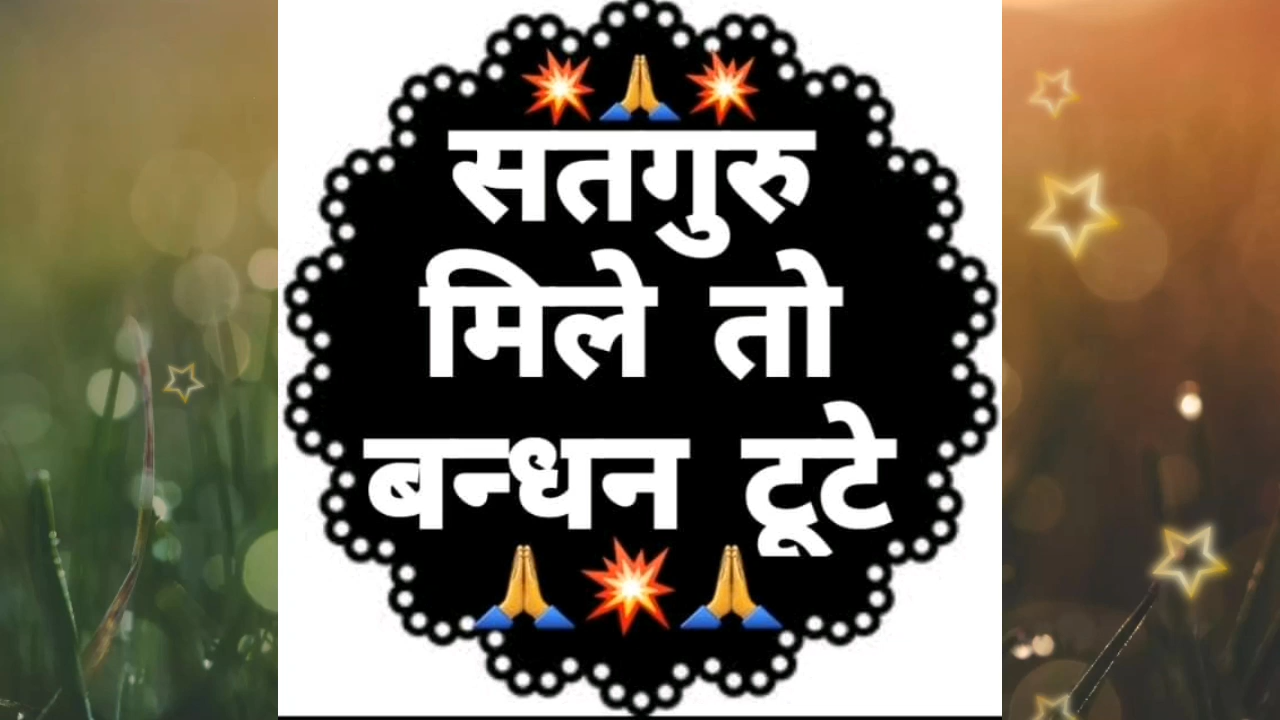 सतगुरु
मिले तो
बन्धन टूटे